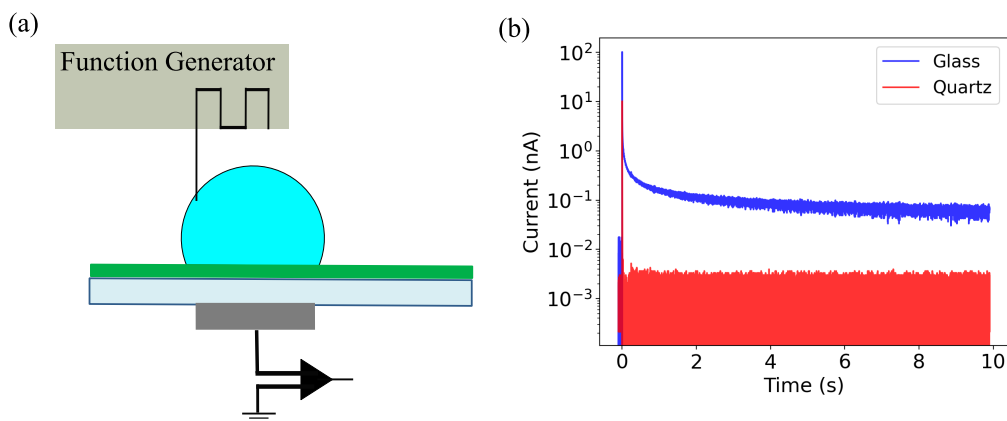 (a)
Function Generator
(b)
Glass
Quartz
Current (nA)
10²
10¹
10⁰
10⁻¹
10⁻²
10⁻³
0 2 4 6 8 10
Time (s)